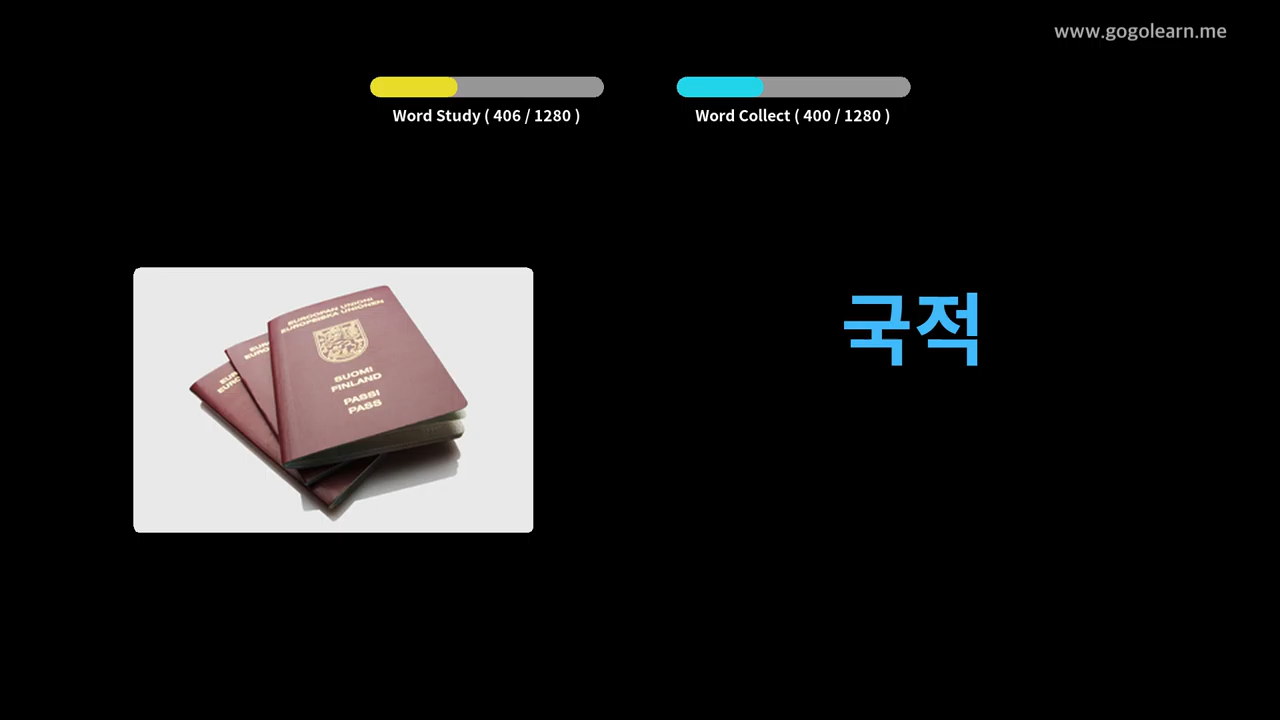 www.gogolearn.me
Word Study ( 406 / 1280 )
Word Collect ( 400 / 1280 )
국적
EUROOPAN UNIONI
EUROPEISKA UNIONEN
SUOMI
FINLAND
PASSI
PASS